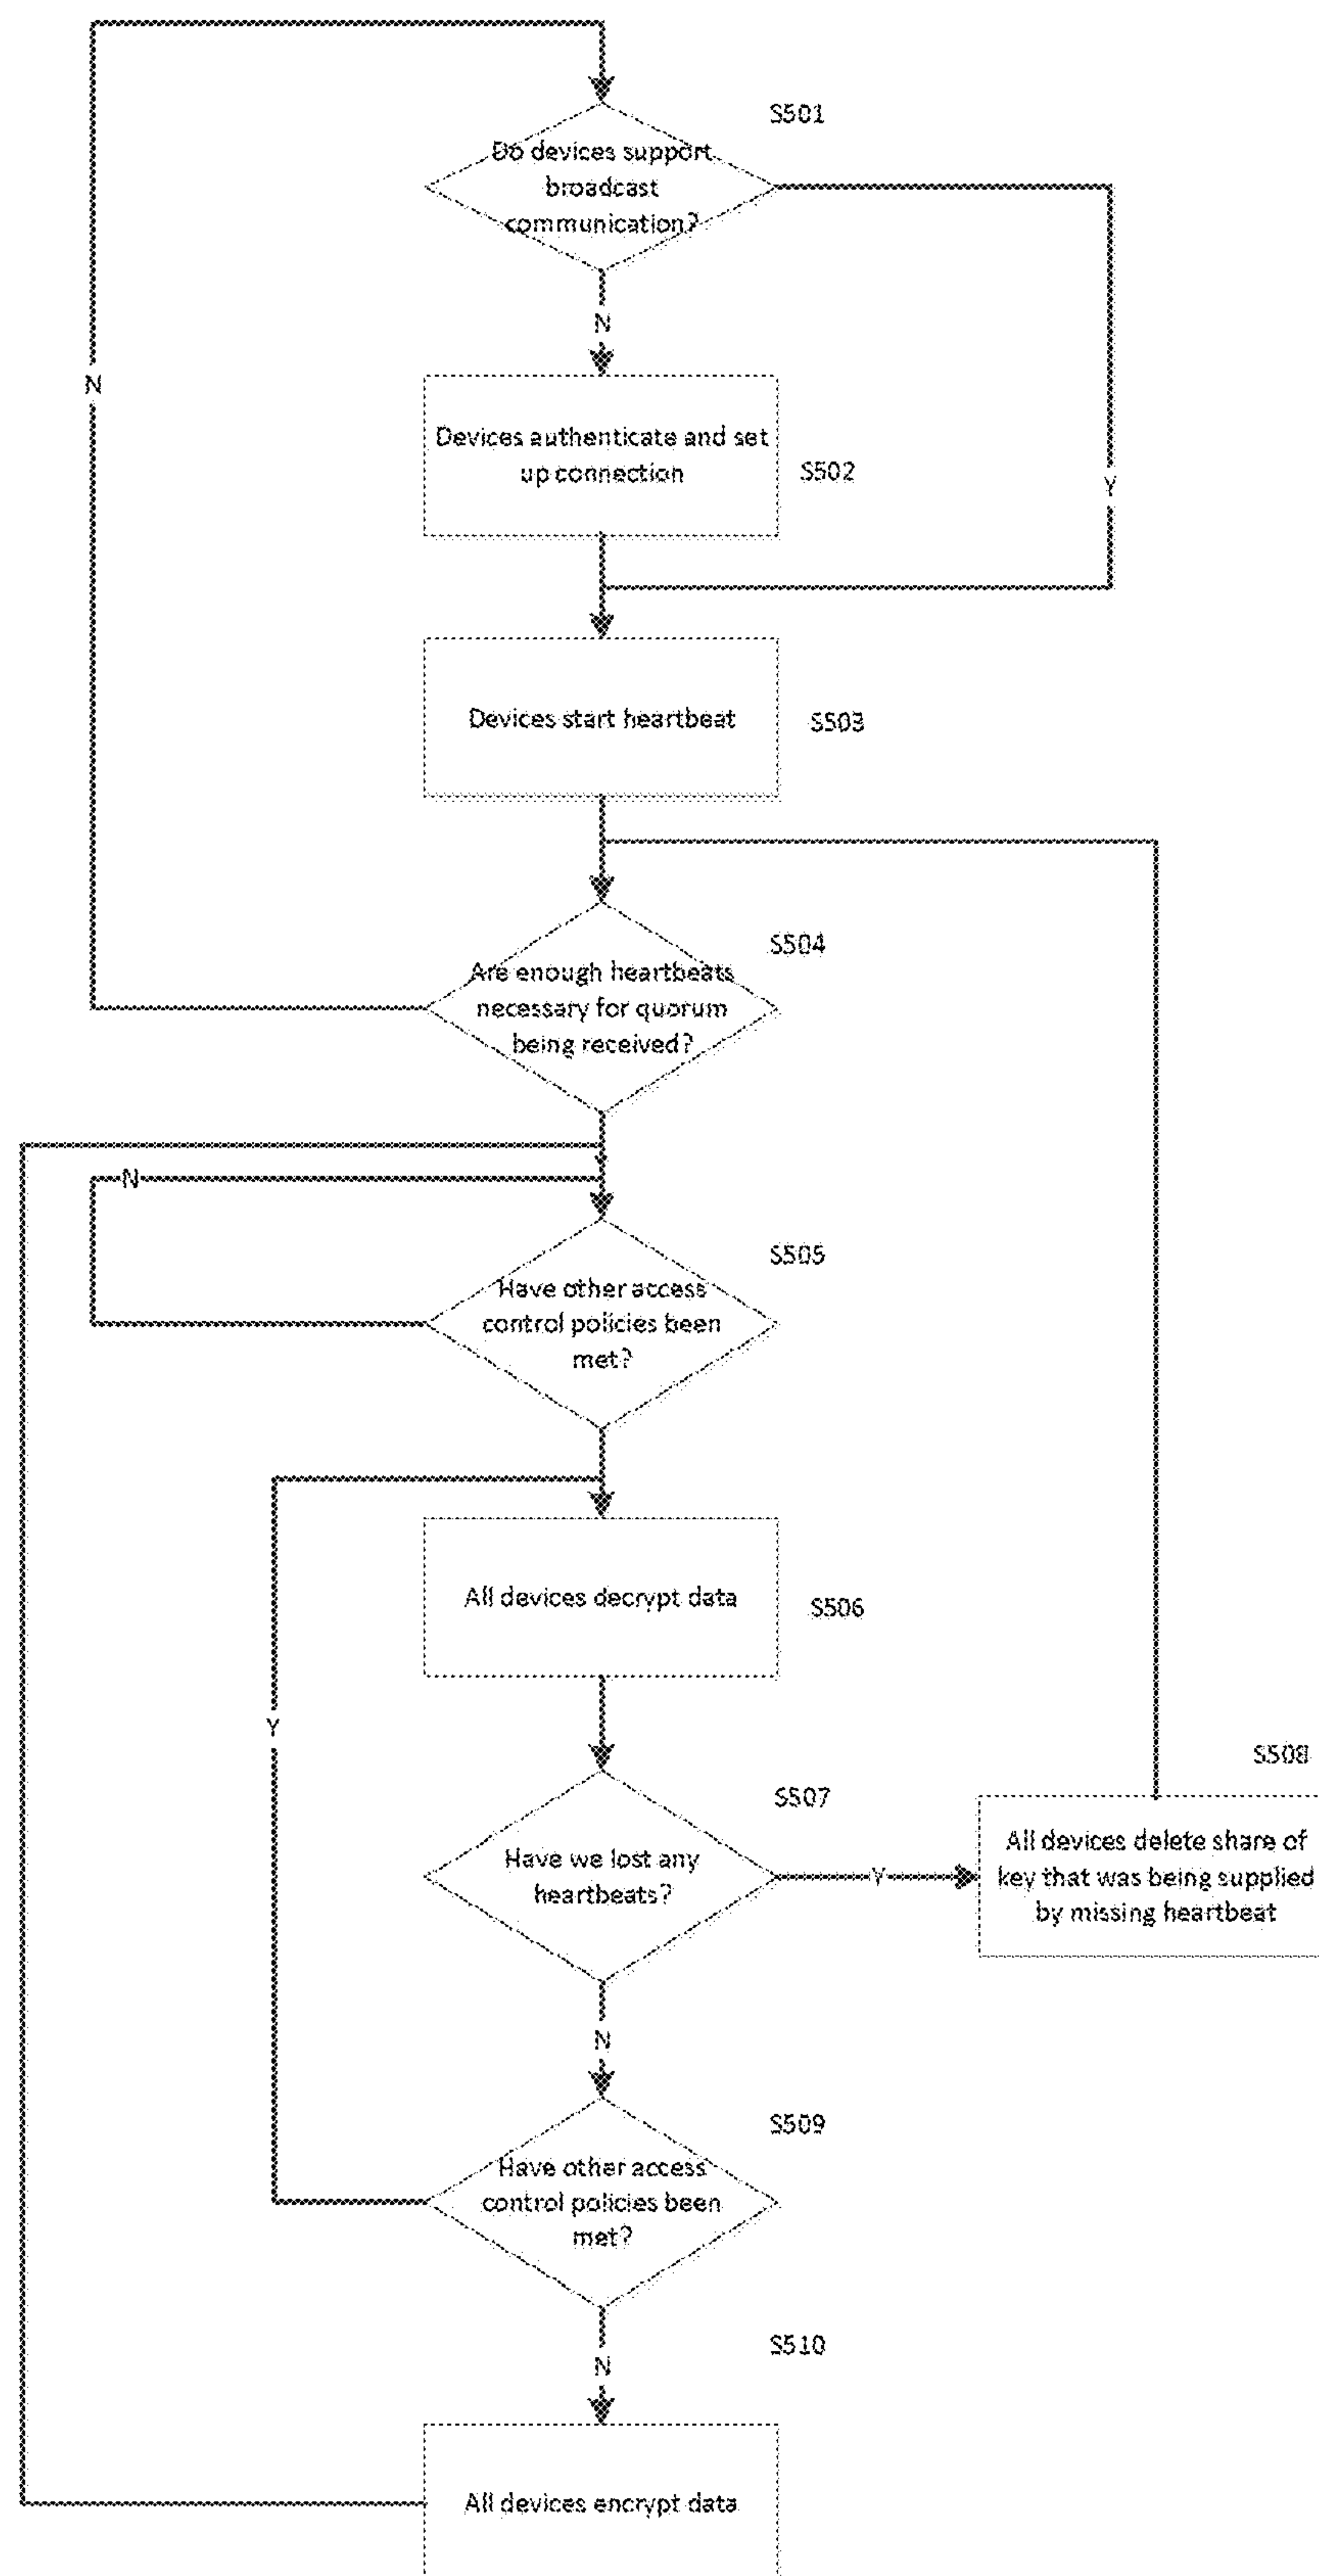 S501
Do devices support
broadcast
communication?
N
N
Devices authenticate and set
up connection
S502
Y
Devices start heartbeat
S503
S504
Are enough heartbeats
necessary for quorum
being received?
N
S505
Have other access
control policies been
met?
All devices decrypt data
S506
Y
S508
S507
Have we lost any
heartbeats?
Y
All devices delete share of
key that was being supplied
by missing heartbeat
N
S509
Have other access
control policies been
met?
S510
N
All devices encrypt data